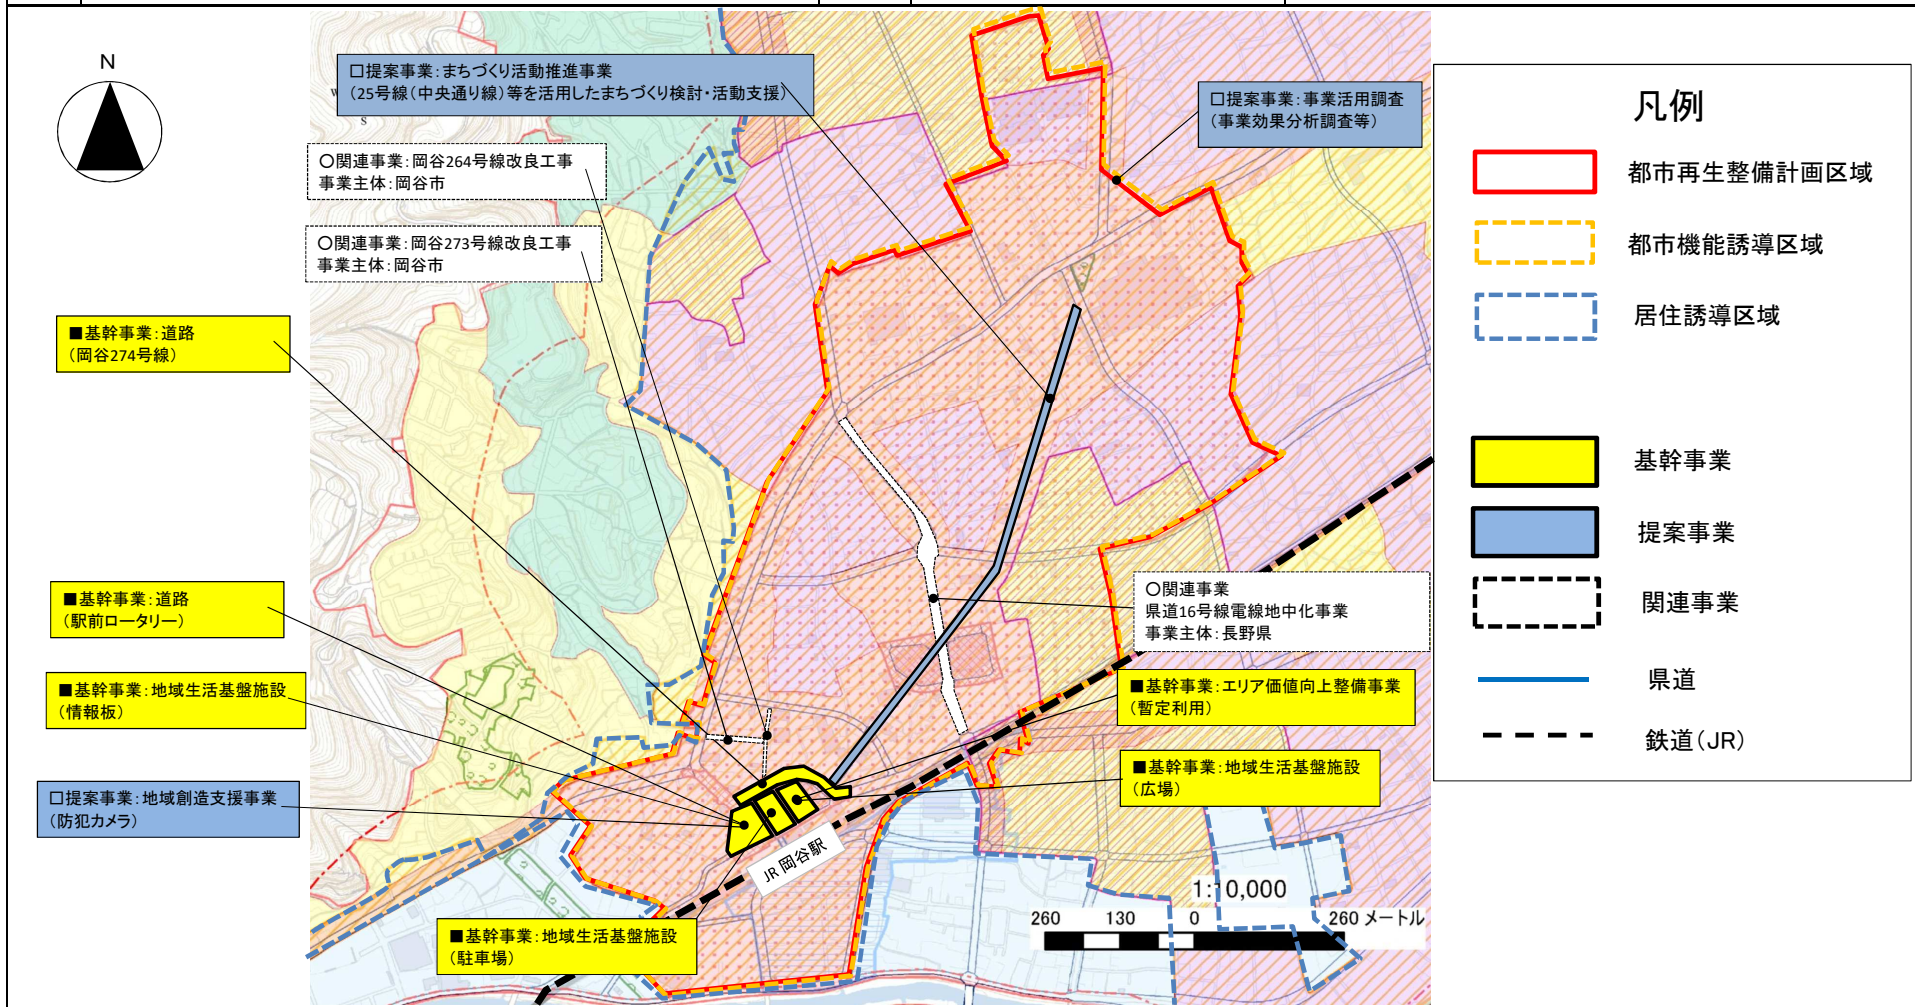 N
W
S
□提案事業：まちづくり活動推進事業
（25号線（中央通り線）等を活用したまちづくり検討・活動支援）
□提案事業：事業活用調査
（事業効果分析調査等）
○関連事業：岡谷264号線改良工事
事業主体：岡谷市
○関連事業：岡谷273号線改良工事
事業主体：岡谷市
■基幹事業：道路
（岡谷274号線）
■基幹事業：道路
（駅前ロータリー）
■基幹事業：地域生活基盤施設
（情報板）
□提案事業：地域創造支援事業
（防犯カメラ）
■基幹事業：地域生活基盤施設
（駐車場）
○関連事業
県道16号線電線地中化事業
事業主体：長野県
■基幹事業：エリア価値向上整備事業
（暫定利用）
■基幹事業：地域生活基盤施設
（広場）
JR 岡谷駅
1:10,000
260 130 0 260 メートル
凡例
都市再生整備計画区域
都市機能誘導区域
居住誘導区域
基幹事業
提案事業
関連事業
県道
鉄道（JR）